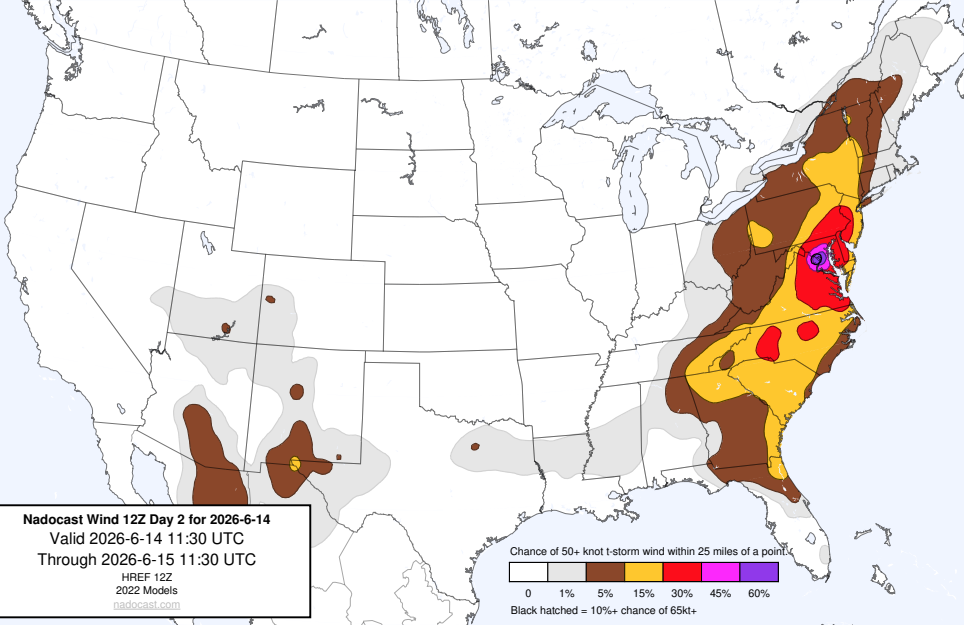 Nadocast Wind 12Z Day 2 for 2026-6-14
Valid 2026-6-14 11:30 UTC
Through 2026-6-15 11:30 UTC
HREF 12Z
2022 Models
nadocast.com
Chance of 50+ knot t-storm wind within 25 miles of a point.
0 1% 5% 15% 30% 45% 60%
Black hatched = 10%+ chance of 65kt+